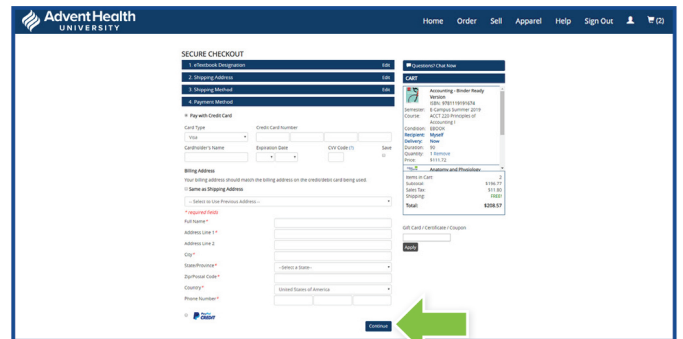 AdventHealth
UNIVERSITY
Home Order Sell Apparel Help Sign Out (2)
SECURE CHECKOUT
1. eTextbook Designation Edit
2. Shipping Address Edit
3. Shipping Method Edit
4. Payment Method
Pay with Credit Card
Card Type Credit Card Number
Visa
Cardholder's Name Expiration Date CVV Code (?) Save
Billing Address
Your billing address should match the billing address on the credit/debit card being used.
Same as Shipping Address
-- Select to Use Previous Address --
* required fields
Full Name *
Address Line 1 *
Address Line 2
City *
State/Province * --Select a State--
Zip/Postal Code *
Country * United States of America
Phone Number *
PayPal CREDIT
Continue
Questions? Chat Now
CART
Accounting - Binder Ready
Version
ISBN: 9781119191674
Semester: E-Campus Summer 2019
Course ACCT 220 Principles of
Accounting I
Condition: EBOOK
Recipient: Myself
Delivery: Now
Duration: 90
Quantity: 1 Remove
Price: $111.72
Anatomy and Physiology
Items in Cart 2
Subtotal: $196.77
Sales Tax: $11.80
Shipping: FREE!
Total: $208.57
Gift Card / Certificate / Coupon
Apply